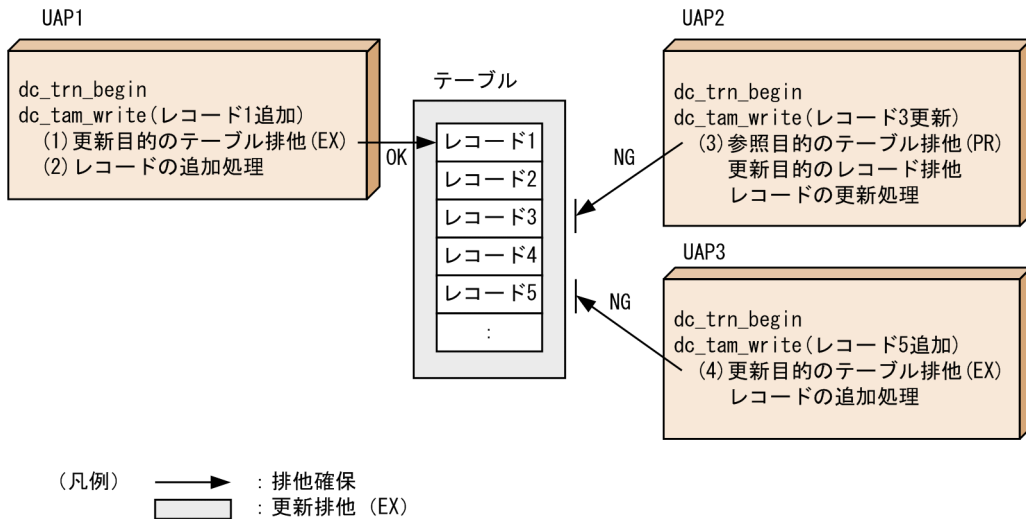 UAP1
dc_trn_begin
dc_tam_write(レコード1追加)
(1)更新目的のテーブル排他(EX)
(2)レコードの追加処理
OK
テーブル
レコード1
レコード2
レコード3
レコード4
レコード5
:
UAP2
dc_trn_begin
dc_tam_write(レコード3更新)
(3)参照目的のテーブル排他(PR)
更新目的のレコード排他
レコードの更新処理
NG
UAP3
dc_trn_begin
dc_tam_write(レコード5追加)
(4)更新目的のテーブル排他(EX)
レコードの追加処理
NG
(凡例)
:排他確保
:更新排他 (EX)